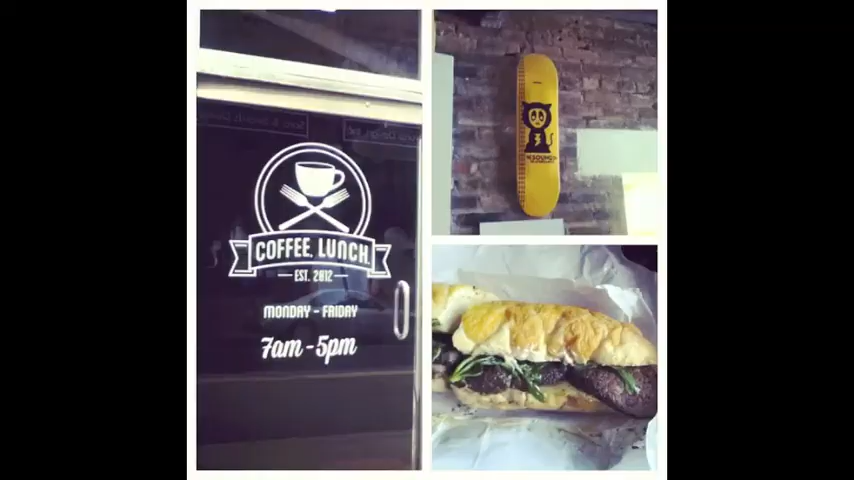 COFFEE, LUNCH.
EST. 2012
MONDAY - FRIDAY
7am - 5pm